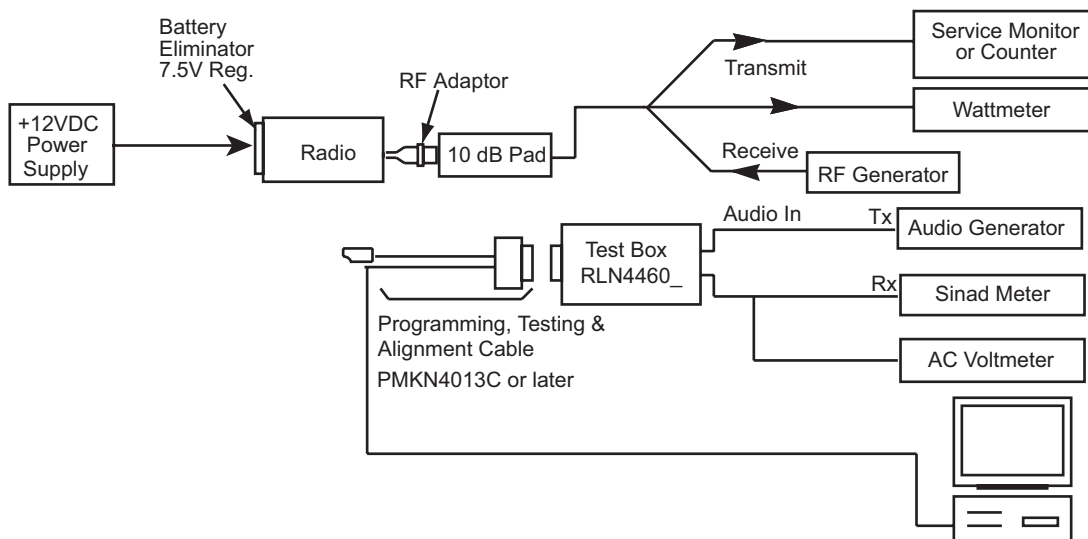 Battery
Eliminator
7.5V Reg.
RF Adaptor
+12VDC
Power
Supply
Radio
10 dB Pad
Transmit
Service Monitor
or Counter
Wattmeter
Receive
RF Generator
Audio In
Tx
Audio Generator
Test Box
RLN4460_
Rx
Sinad Meter
AC Voltmeter
Programming, Testing &
Alignment Cable
PMKN4013C or later